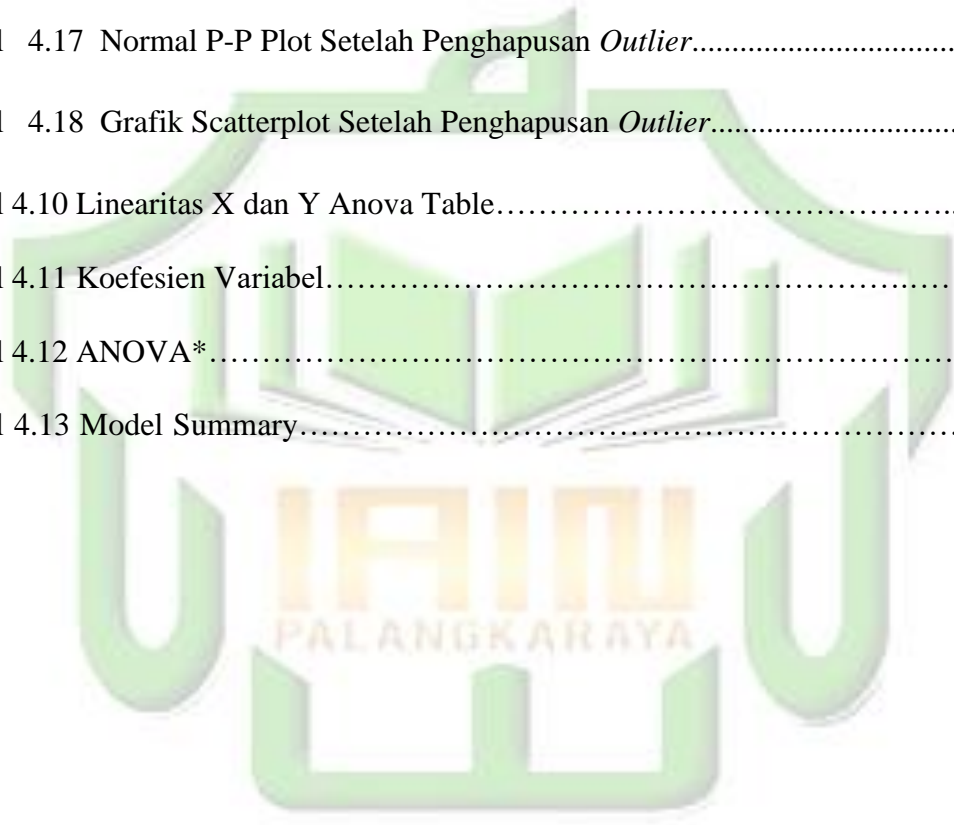 l 4.17 Normal P-P Plot Setelah Penghapusan Outlier....................................
l 4.18 Grafik Scatterplot Setelah Penghapusan Outlier..................................
l 4.10 Linearitas X dan Y Anova Table……………………………………...
l 4.11 Koefesien Variabel……………………………………………….……
l 4.12 ANOVA*……………………………………………………………
l 4.13 Model Summary……………………………………………………
IAIN
PALANGKARAYA